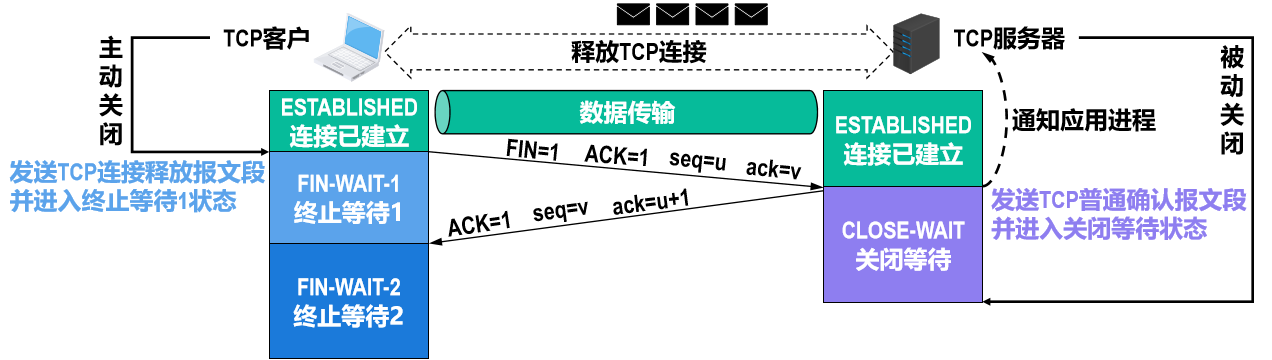 TCP客户
释放TCP连接
TCP服务器
主动关闭
被动关闭
ESTABLISHED
连接已建立
数据传输
ESTABLISHED
连接已建立
通知应用进程
发送TCP连接释放报文段
并进入终止等待1状态
FIN=1 ACK=1 seq=u ack=v
FIN-WAIT-1
终止等待1
ACK=1 seq=v ack=u+1
发送TCP普通确认报文段
并进入关闭等待状态
CLOSE-WAIT
关闭等待
FIN-WAIT-2
终止等待2